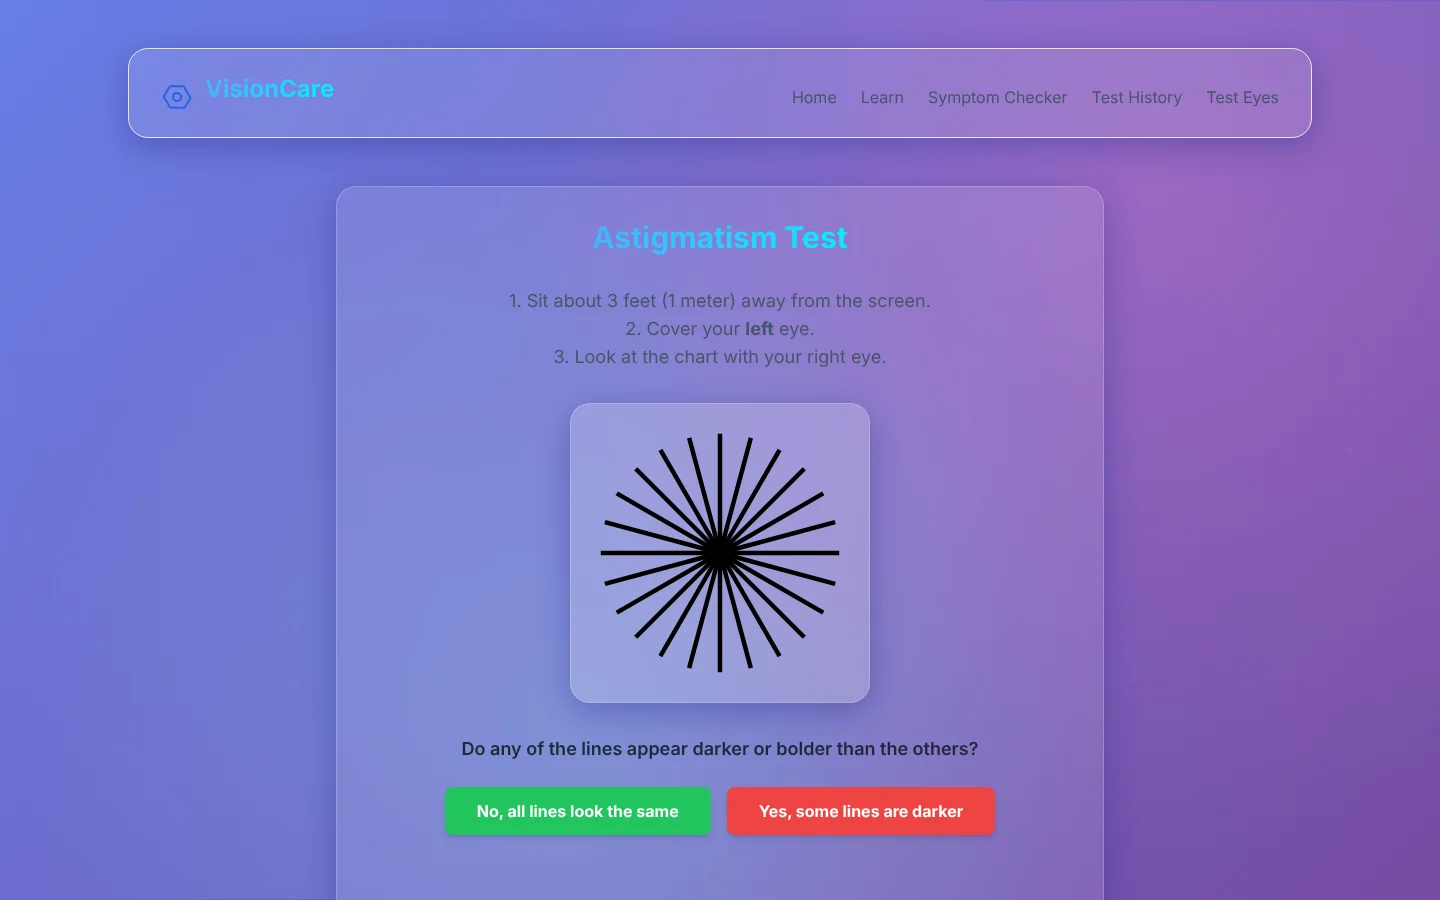 VisionCare
Home Learn Symptom Checker Test History Test Eyes
Astigmatism Test
1. Sit about 3 feet (1 meter) away from the screen.
2. Cover your left eye.
3. Look at the chart with your right eye.
Do any of the lines appear darker or bolder than the others?
No, all lines look the same Yes, some lines are darker